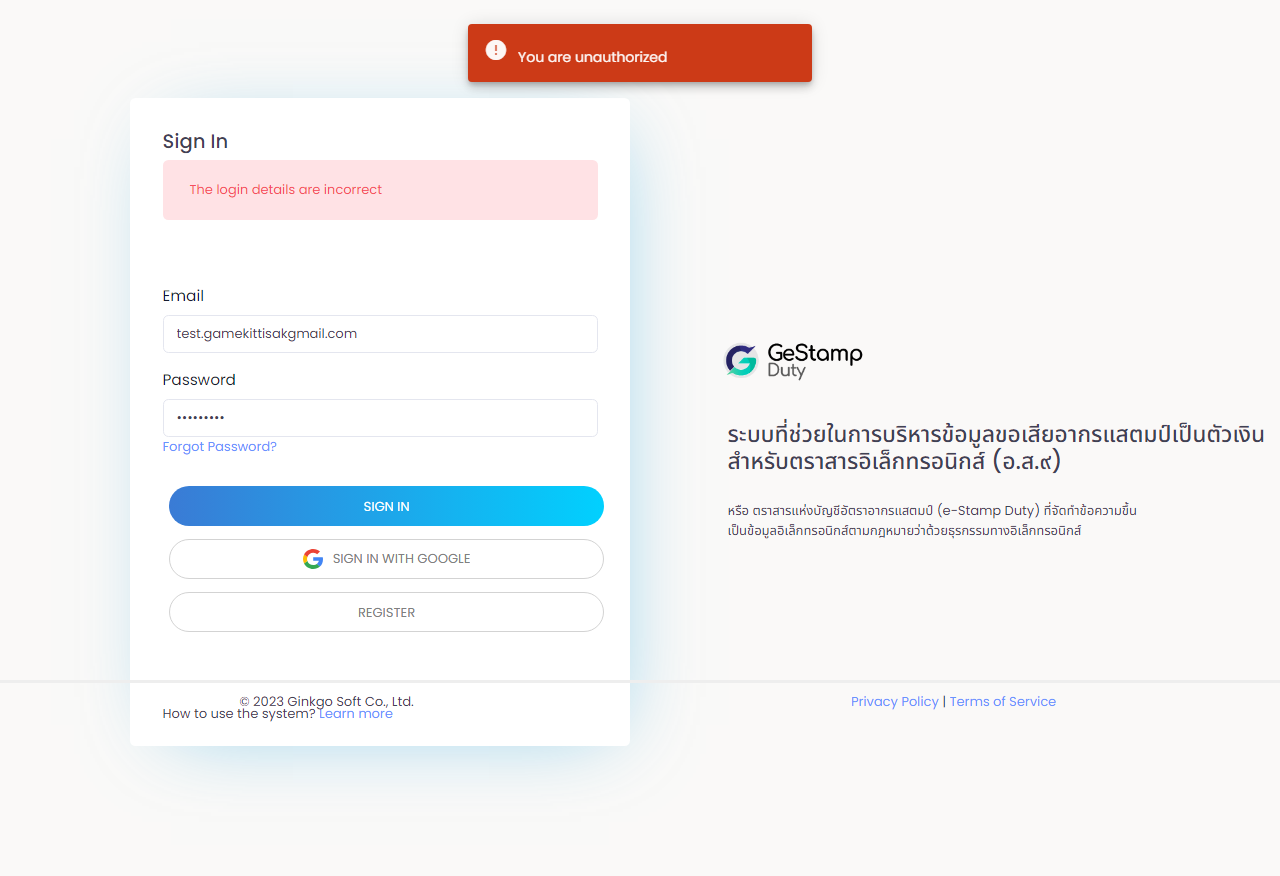 You are unauthorized
Sign In
The login details are incorrect
Email
test.gamekittisakgmail.com
Password
•••••••••
Forgot Password?
SIGN IN
SIGN IN WITH GOOGLE
REGISTER
GeStamp
Duty
ระบบที่ช่วยในการบริหารข้อมูลขอเสียอากรแสตมป์เป็นตัวเงิน
สำหรับตราสารอิเล็กทรอนิกส์ (อ.ส.๙)
หรือ ตราสารแห่งบัญชีอัตราอากรแสตมป์ (e-Stamp Duty) ที่จัดทำข้อความขึ้น
เป็นข้อมูลอิเล็กทรอนิกส์ตามกฎหมายว่าด้วยธุรกรรมทางอิเล็กทรอนิกส์
© 2023 Ginkgo Soft Co., Ltd.
How to use the system? Learn more
Privacy Policy | Terms of Service